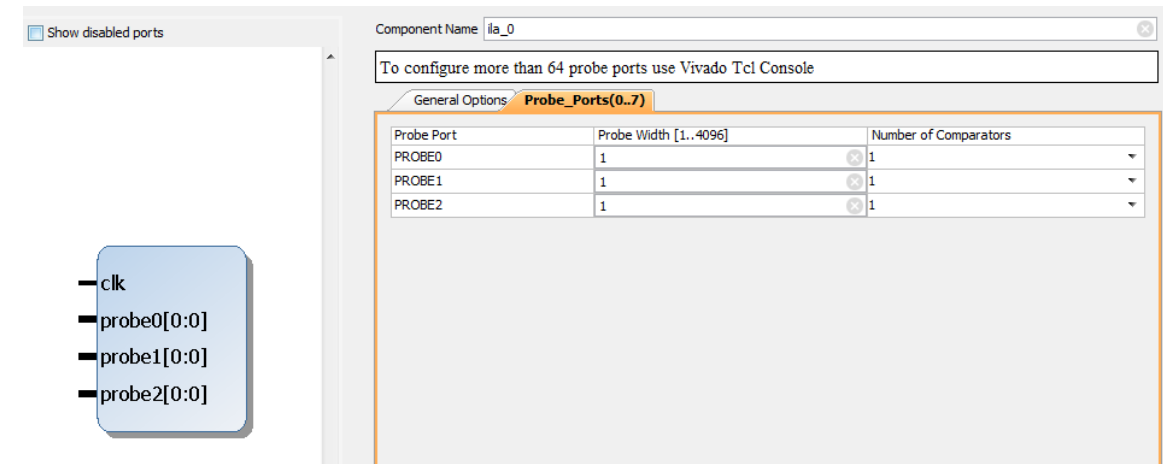 Show disabled ports
Component Name ila_0
To configure more than 64 probe ports use Vivado Tcl Console
General Options Probe_Ports(0..7)
Probe Port Probe Width [1..4096] Number of Comparators
PROBE0 1 1
PROBE1 1 1
PROBE2 1 1
clk
probe0[0:0]
probe1[0:0]
probe2[0:0]